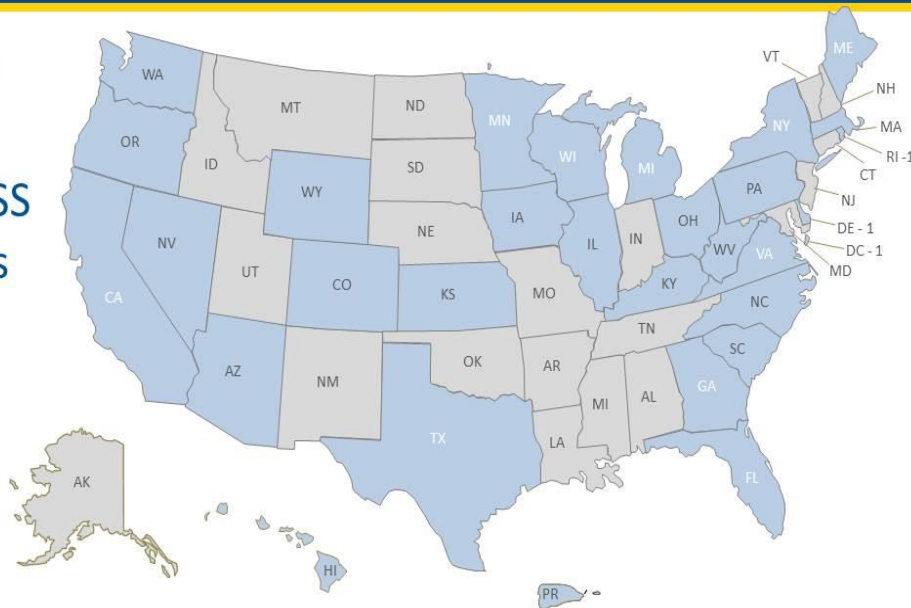 SS
s
WA
MT
ND
MN
ME
VT
NH
MA
RI -1
CT
NJ
DE - 1
DC - 1
MD
OR
ID
SD
WI
MI
NY
WY
NE
IA
IL
IN
OH
PA
WV
VA
NV
UT
CO
KS
MO
KY
NC
CA
AZ
NM
OK
AR
TN
SC
GA
MI
AL
LA
TX
FL
AK
HI
PR